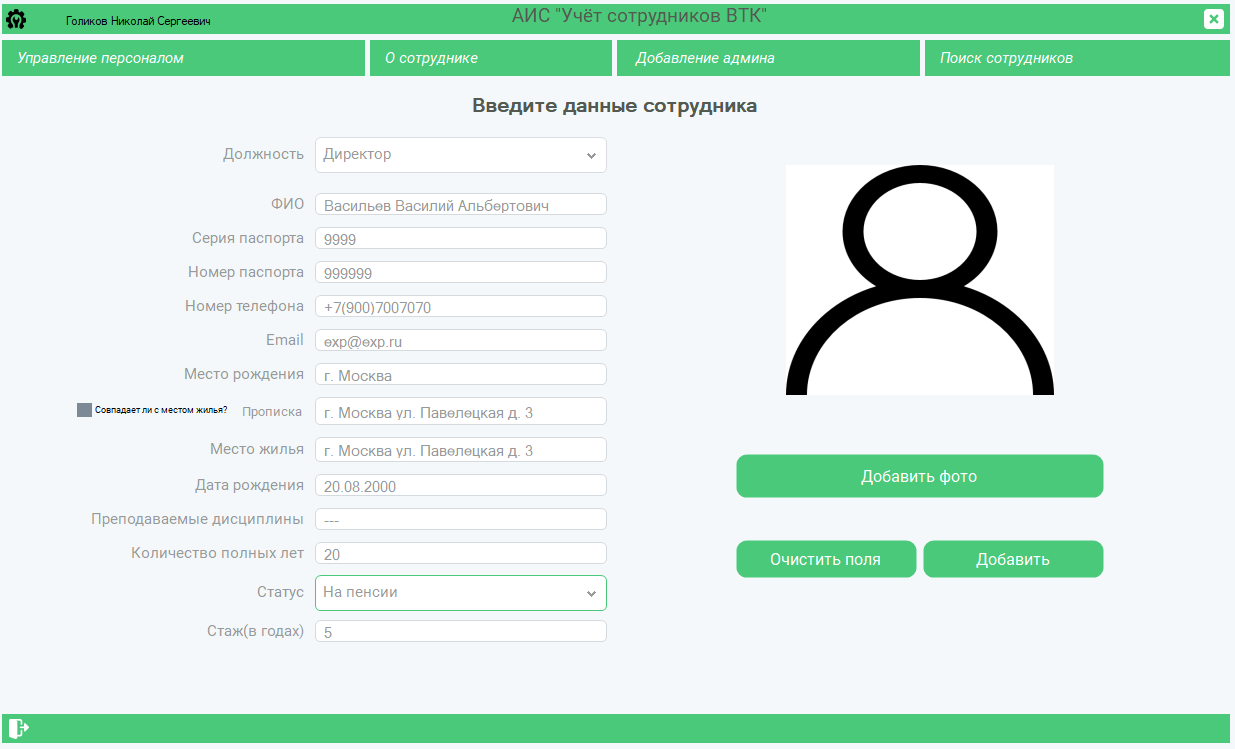 АИС "Учёт сотрудников ВТК"
Голиков Николай Сергеевич
Управление персоналом
О сотруднике
Добавление админа
Поиск сотрудников
Введите данные сотрудника
Должность Директор
ФИО Васильев Василий Альбертович
Серия паспорта 9999
Номер паспорта 999999
Номер телефона +7(900)7007070
Email exp@exp.ru
Место рождения г. Москва
Совпадает ли с местом жилья? Прописка г. Москва ул. Павелецкая д. 3
Место жилья г. Москва ул. Павелецкая д. 3
Дата рождения 20.08.2000
Преподаваемые дисциплины ---
Количество полных лет 20
Статус На пенсии
Стаж(в годах) 5
Добавить фото
Очистить поля
Добавить